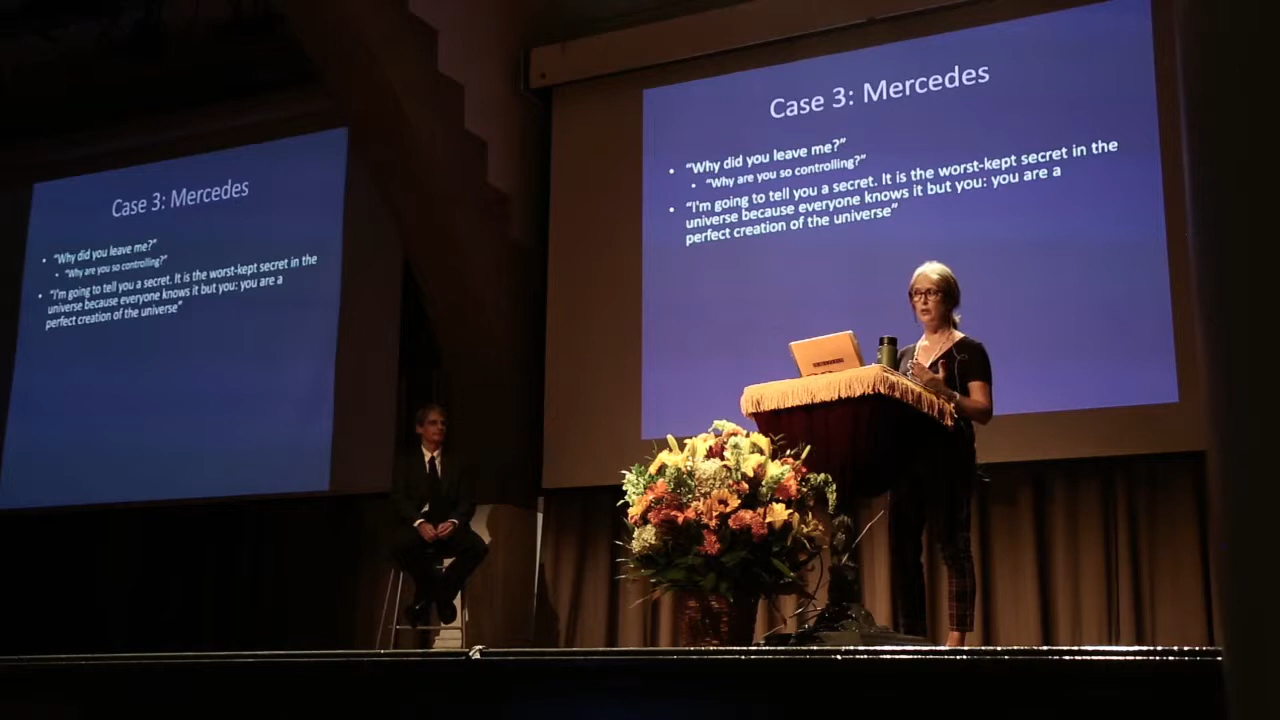 Case 3: Mercedes
• "Why did you leave me?"
• "Why are you so controlling?"
• "I'm going to tell you a secret. It is the worst-kept secret in the
universe because everyone knows it but you: you are a
perfect creation of the universe"
Case 3: Mercedes
• "Why did you leave me?"
• "Why are you so controlling?"
• "I'm going to tell you a secret. It is the worst-kept secret in the
universe because everyone knows it but you: you are a
perfect creation of the universe"